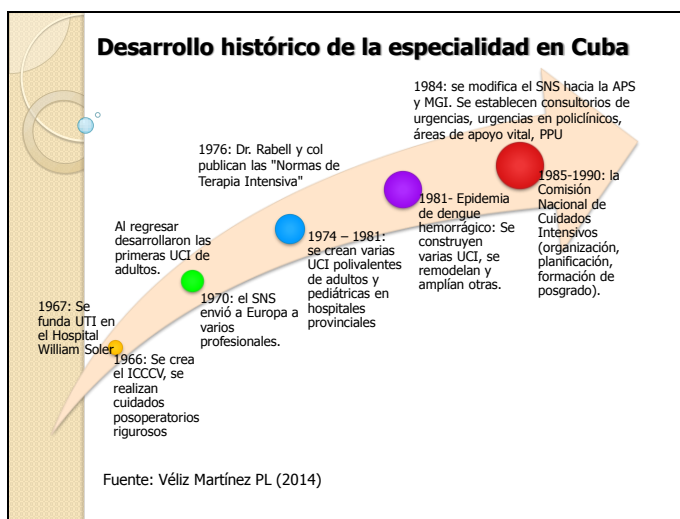 Desarrollo histórico de la especialidad en Cuba
1967: Se
funda UTI en
el Hospital
William Soler
1966: Se crea
el ICCCV, se
realizan
cuidados
posoperatorios
rigurosos
Al regresar
desarrollaron las
primeras UCI de
adultos.
1970: el SNS
envió a Europa a
varios
profesionales.
1976: Dr. Rabell y col
publican las "Normas de
Terapia Intensiva"
1974 – 1981:
se crean varias
UCI polivalentes
de adultos y
pediátricas en
hospitales
provinciales
1981- Epidemia
de dengue
hemorrágico: Se
construyen
varias UCI, se
remodelan y
amplían otras.
1984: se modifica el SNS hacia la APS
y MGI. Se establecen consultorios de
urgencias, urgencias en policlínicos,
áreas de apoyo vital, PPU
1985-1990: la
Comisión
Nacional de
Cuidados
Intensivos
(organización,
planificación,
formación de
posgrado).
Fuente: Véliz Martínez PL (2014)